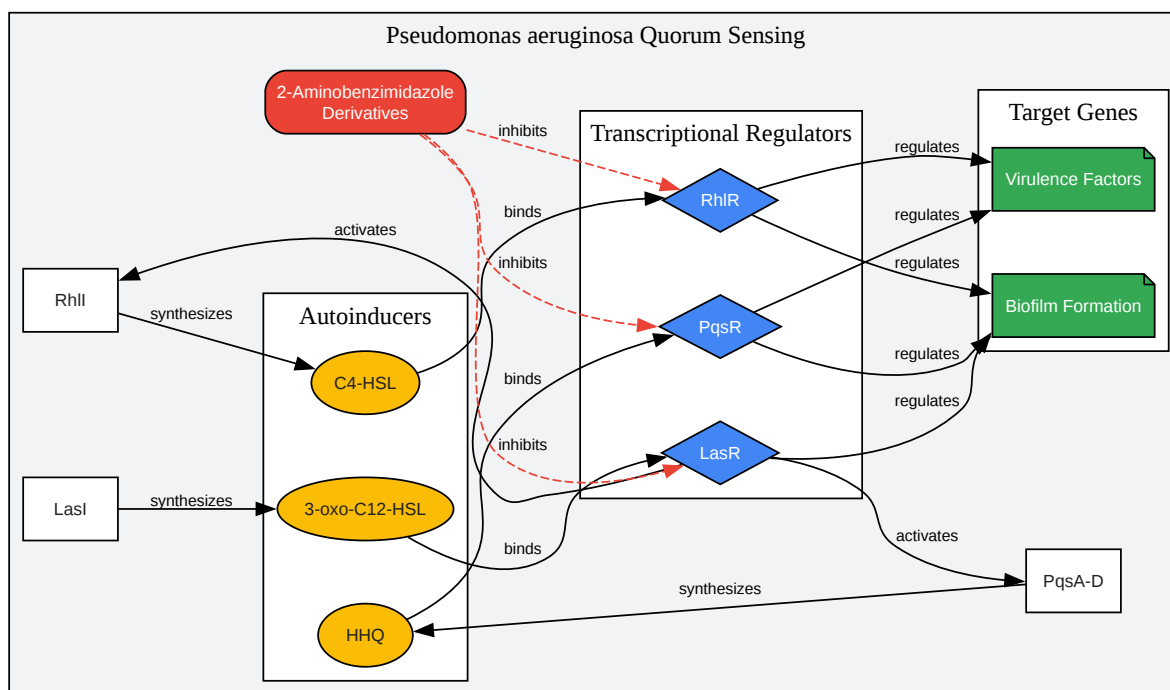 Pseudomonas aeruginosa Quorum Sensing
2-Aminobenzimidazole
Derivatives
inhibits
Transcriptional Regulators
Target Genes
regulates
Virulence Factors
RhlR
binds
regulates
activates
inhibits
regulates
RhlI
synthesizes
Autoinducers
Biofilm Formation
PqsR
C4-HSL
binds
regulates
regulates
inhibits
LasR
LasI
synthesizes
3-oxo-C12-HSL
binds
activates
synthesizes
PqsA-D
HHQ